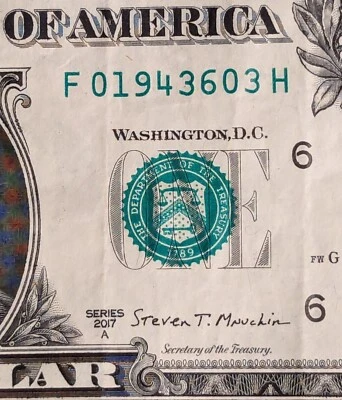 OF AMERICA
F 01943603 H
WASHINGTON, D.C.
6
ONE
THE DEPARTMENT OF THE TREASURY
1789
FW G
SERIES
2017
A
Steven T. Mnuchin
6
Secretary of the Treasury.
LAR